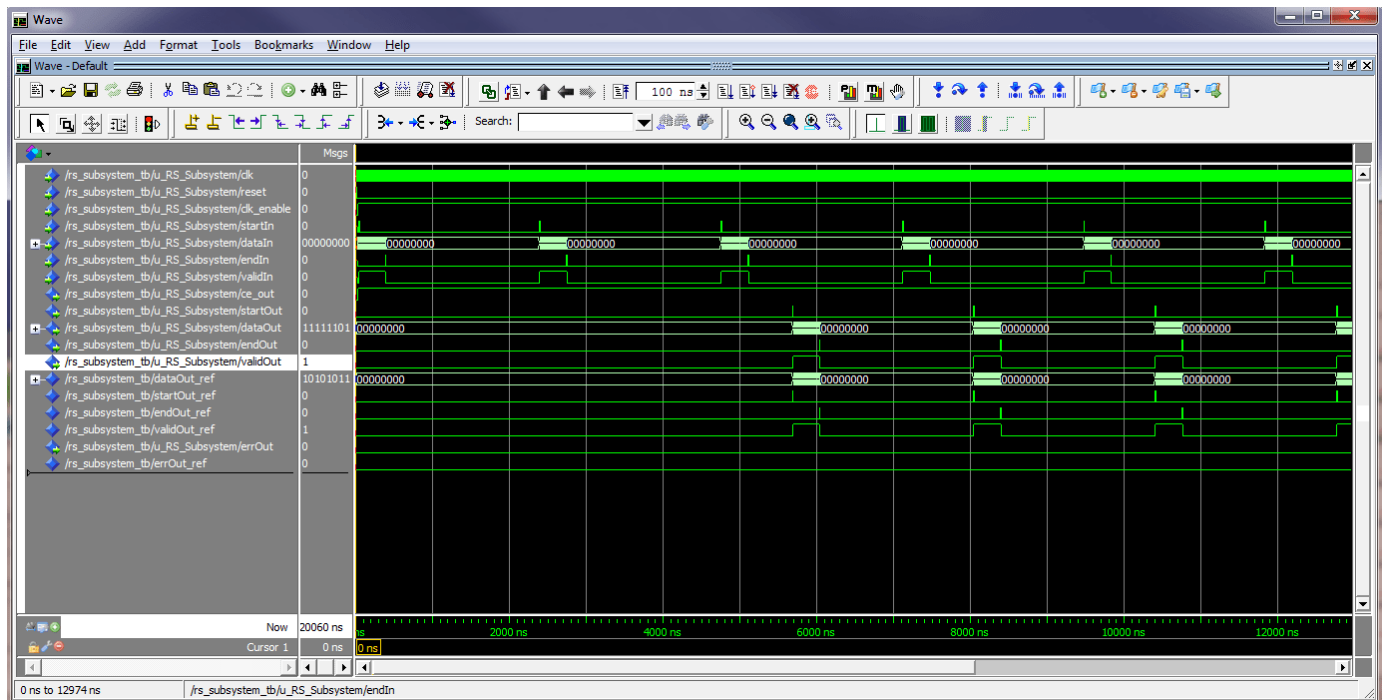 Wave
File Edit View Add Format Tools Bookmarks Window Help
Wave - Default
100 ns
Search:
Msgs
/rs_subsystem_tb/u_RS_Subsystem/clk 0
/rs_subsystem_tb/u_RS_Subsystem/reset 0
/rs_subsystem_tb/u_RS_Subsystem/clk_enable 0
/rs_subsystem_tb/u_RS_Subsystem/startIn 0
/rs_subsystem_tb/u_RS_Subsystem/dataIn 00000000 00000000 00000000 00000000 00000000 00000000 00000000
/rs_subsystem_tb/u_RS_Subsystem/endIn 0
/rs_subsystem_tb/u_RS_Subsystem/validIn 0
/rs_subsystem_tb/u_RS_Subsystem/ce_out 0
/rs_subsystem_tb/u_RS_Subsystem/startOut 0
/rs_subsystem_tb/u_RS_Subsystem/dataOut 11111101 00000000 00000000 00000000 00000000
/rs_subsystem_tb/u_RS_Subsystem/endOut 0
/rs_subsystem_tb/u_RS_Subsystem/validOut 1
/rs_subsystem_tb/dataOut_ref 10101011 00000000 00000000 00000000 00000000
/rs_subsystem_tb/startOut_ref 0
/rs_subsystem_tb/endOut_ref 0
/rs_subsystem_tb/validOut_ref 1
/rs_subsystem_tb/u_RS_Subsystem/errOut 0
/rs_subsystem_tb/errOut_ref 0
Now 20060 ns ns 2000 ns 4000 ns 6000 ns 8000 ns 10000 ns 12000 ns
Cursor 1 0 ns 0 ns
0 ns to 12974 ns /rs_subsystem_tb/u_RS_Subsystem/endIn